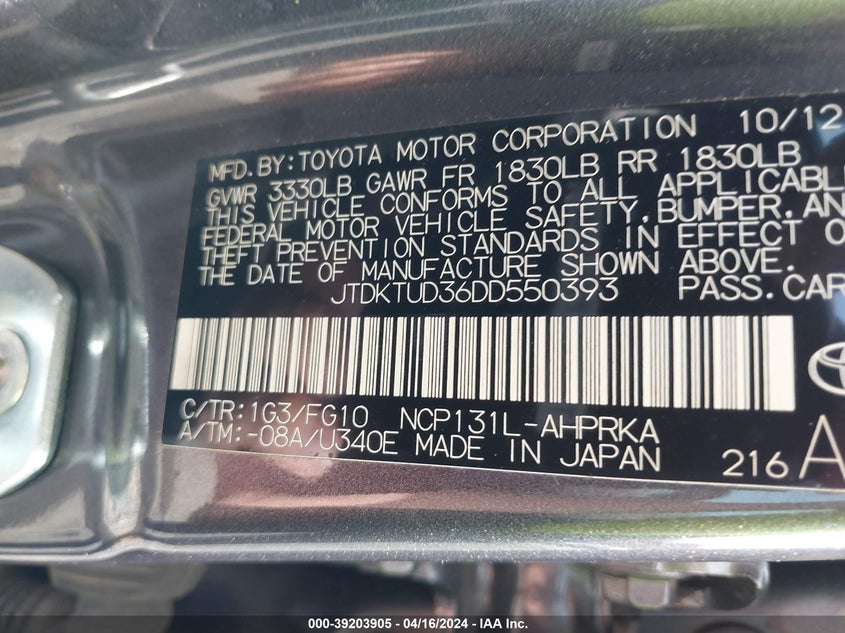 MFD.BY:TOYOTA MOTOR CORPORATION 10/12
GVWR 3330LB GAWR FR 1830LB RR 1830LB
THIS VEHICLE CONFORMS TO ALL APPLICABLE
FEDERAL MOTOR VEHICLE SAFETY,BUMPER,AN
THEFT PREVENTION STANDARDS IN EFFECT O
THE DATE OF MANUFACTURE SHOWN ABOVE.
JTDKTUD36DD550393 PASS.CAR
C/TR:1G3/FG10 NCP131L-AHPRKA
A/TM:-08A/U340E MADE IN JAPAN
216 A
000-39203905 - 04/16/2024 - IAA Inc.